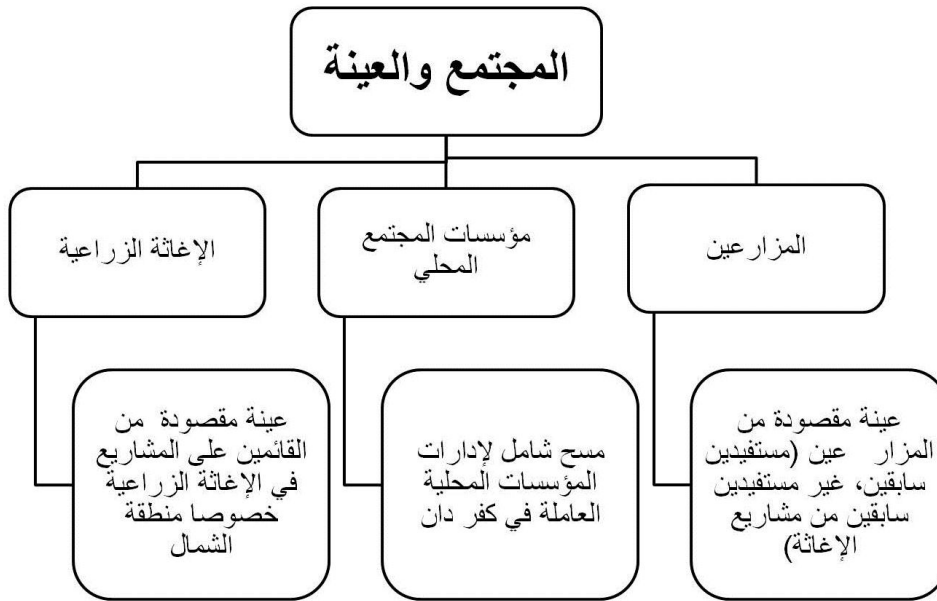 المجتمع والعينة
المزارعين
مؤسسات المجتمع
المحلي
الإغاثة الزراعية
عينة مقصودة من
المزار عين (مستفيدين
سابقين، غير مستفيدين
سابقين من مشاريع
الإغاثة)
مسح شامل لإدارات
المؤسسات المحلية
العاملة في كفر دان
عينة مقصودة من
القائمين على المشاريع
في الإغاثة الزراعية
خصوصا منطقة
الشمال